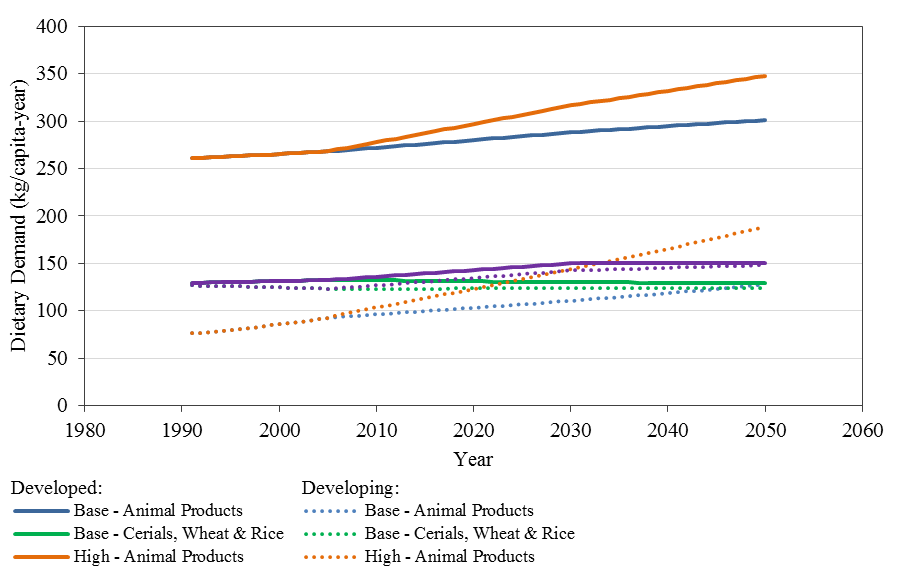 400
350
300
250
200
150
100
50
0
Dietary Demand (kg/capita-year)
1980 1990 2000 2010 2020 2030 2040 2050 2060
Year
Developed: Developing:
Base - Animal Products Base - Animal Products
Base - Cerials, Wheat & Rice Base - Cerials, Wheat & Rice
High - Animal Products High - Animal Products